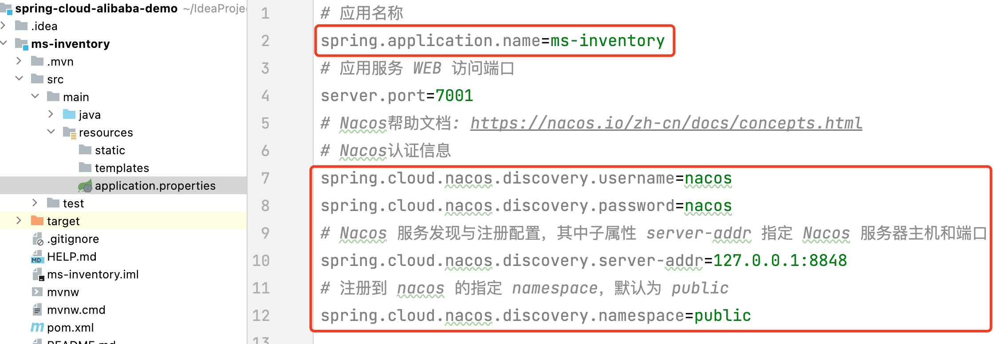 spring-cloud-alibaba-demo ~/IdeaProje
.idea
ms-inventory
.mvn
src
main
java
resources
static
templates
application.properties
test
target
.gitignore
HELP.md
ms-inventory.iml
mvnw
mvnw.cmd
pom.xml
README.md
1 # 应用名称
2 spring.application.name=ms-inventory
3 # 应用服务 WEB 访问端口
4 server.port=7001
5 # Nacos帮助文档: https://nacos.io/zh-cn/docs/concepts.html
6 # Nacos认证信息
7 spring.cloud.nacos.discovery.username=nacos
8 spring.cloud.nacos.discovery.password=nacos
9 # Nacos 服务发现与注册配置，其中子属性 server-addr 指定 Nacos 服务器主机和端口
10 spring.cloud.nacos.discovery.server-addr=127.0.0.1:8848
11 # 注册到 nacos 的指定 namespace，默认为 public
12 spring.cloud.nacos.discovery.namespace=public
13